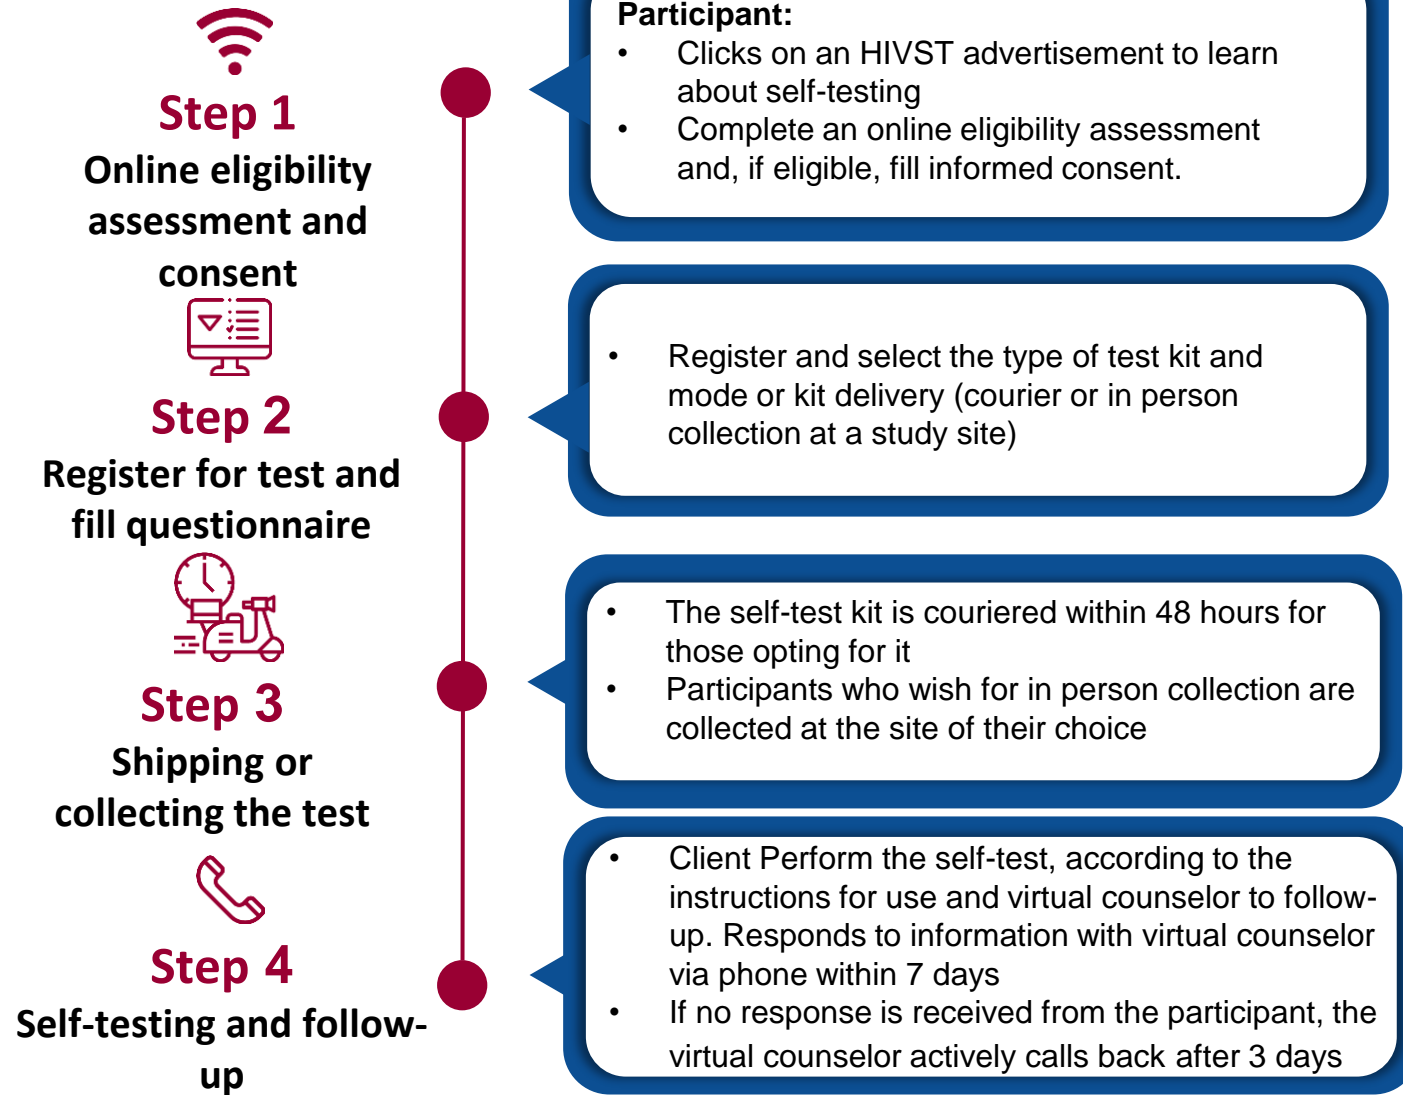 Step 1
Online eligibility
assessment and
consent
Participant:
• Clicks on an HIVST advertisement to learn
about self-testing
• Complete an online eligibility assessment
and, if eligible, fill informed consent.
Step 2
Register for test and
fill questionnaire
• Register and select the type of test kit and
mode or kit delivery (courier or in person
collection at a study site)
Step 3
Shipping or
collecting the test
• The self-test kit is couriered within 48 hours for
those opting for it
• Participants who wish for in person collection are
collected at the site of their choice
Step 4
Self-testing and follow-
up
• Client Perform the self-test, according to the
instructions for use and virtual counselor to follow-
up. Responds to information with virtual counselor
via phone within 7 days
• If no response is received from the participant, the
virtual counselor actively calls back after 3 days